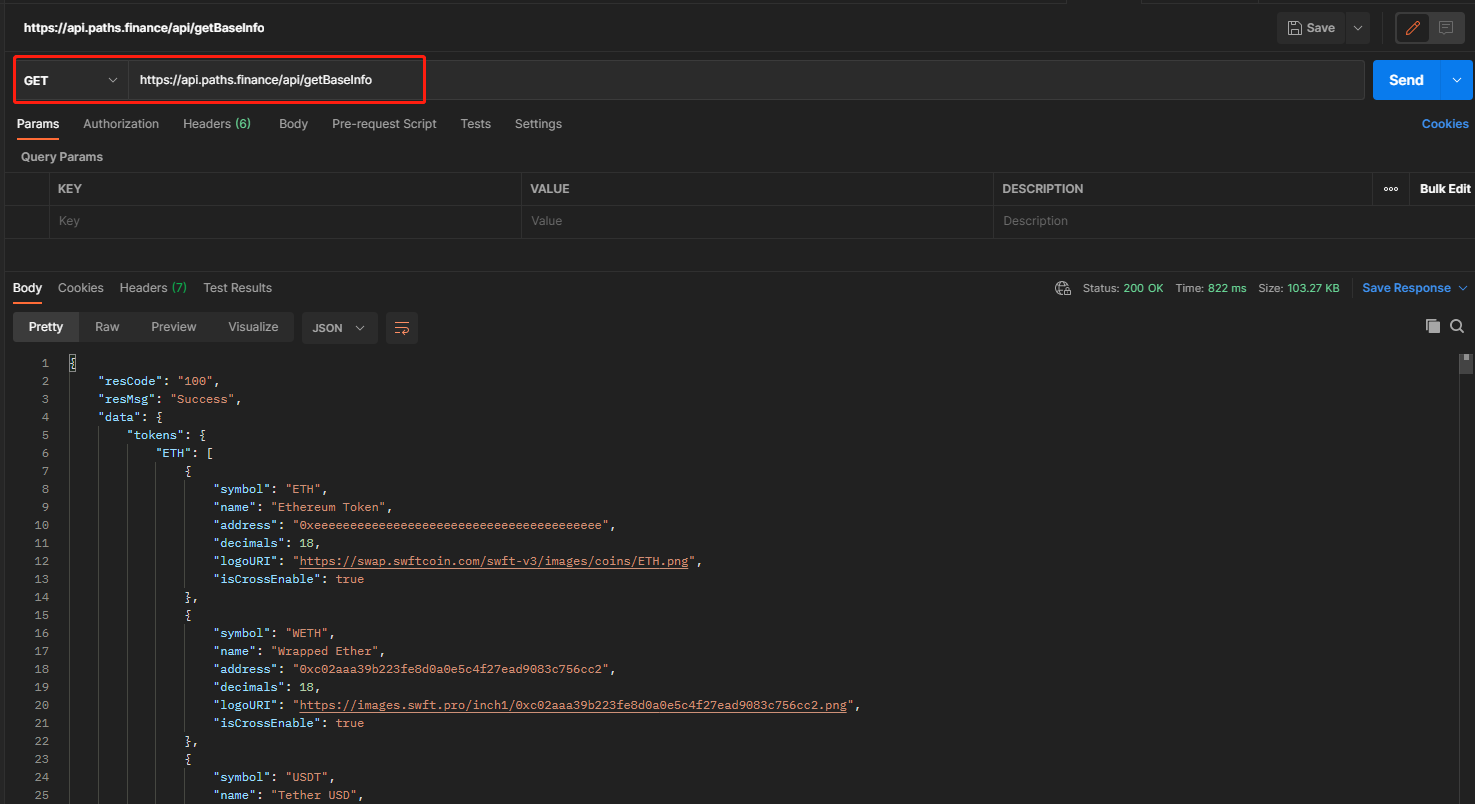 https://api.paths.finance/api/getBaseInfo
Save
GET https://api.paths.finance/api/getBaseInfo Send
Params Authorization Headers (6) Body Pre-request Script Tests Settings Cookies
Query Params
KEY VALUE DESCRIPTION ooo Bulk Edit
Key Value Description
Body Cookies Headers (7) Test Results Status: 200 OK Time: 822 ms Size: 103.27 KB Save Response
Pretty Raw Preview Visualize JSON
1 {
2 "resCode": "100",
3 "resMsg": "Success",
4 "data": {
5 "tokens": {
6 "ETH": [
7 {
8 "symbol": "ETH",
9 "name": "Ethereum Token",
10 "address": "0xeeeeeeeeeeeeeeeeeeeeeeeeeeeeeeeeeeeeeeee",
11 "decimals": 18,
12 "logoURI": "https://swap.swftcoin.com/swft-v3/images/coins/ETH.png",
13 "isCrossEnable": true
14 },
15 {
16 "symbol": "WETH",
17 "name": "Wrapped Ether",
18 "address": "0xc02aaa39b223fe8d0a0e5c4f27ead9083c756cc2",
19 "decimals": 18,
20 "logoURI": "https://images.swft.pro/inch1/0xc02aaa39b223fe8d0a0e5c4f27ead9083c756cc2.png",
21 "isCrossEnable": true
22 },
23 {
24 "symbol": "USDT",
25 "name": "Tether USD",